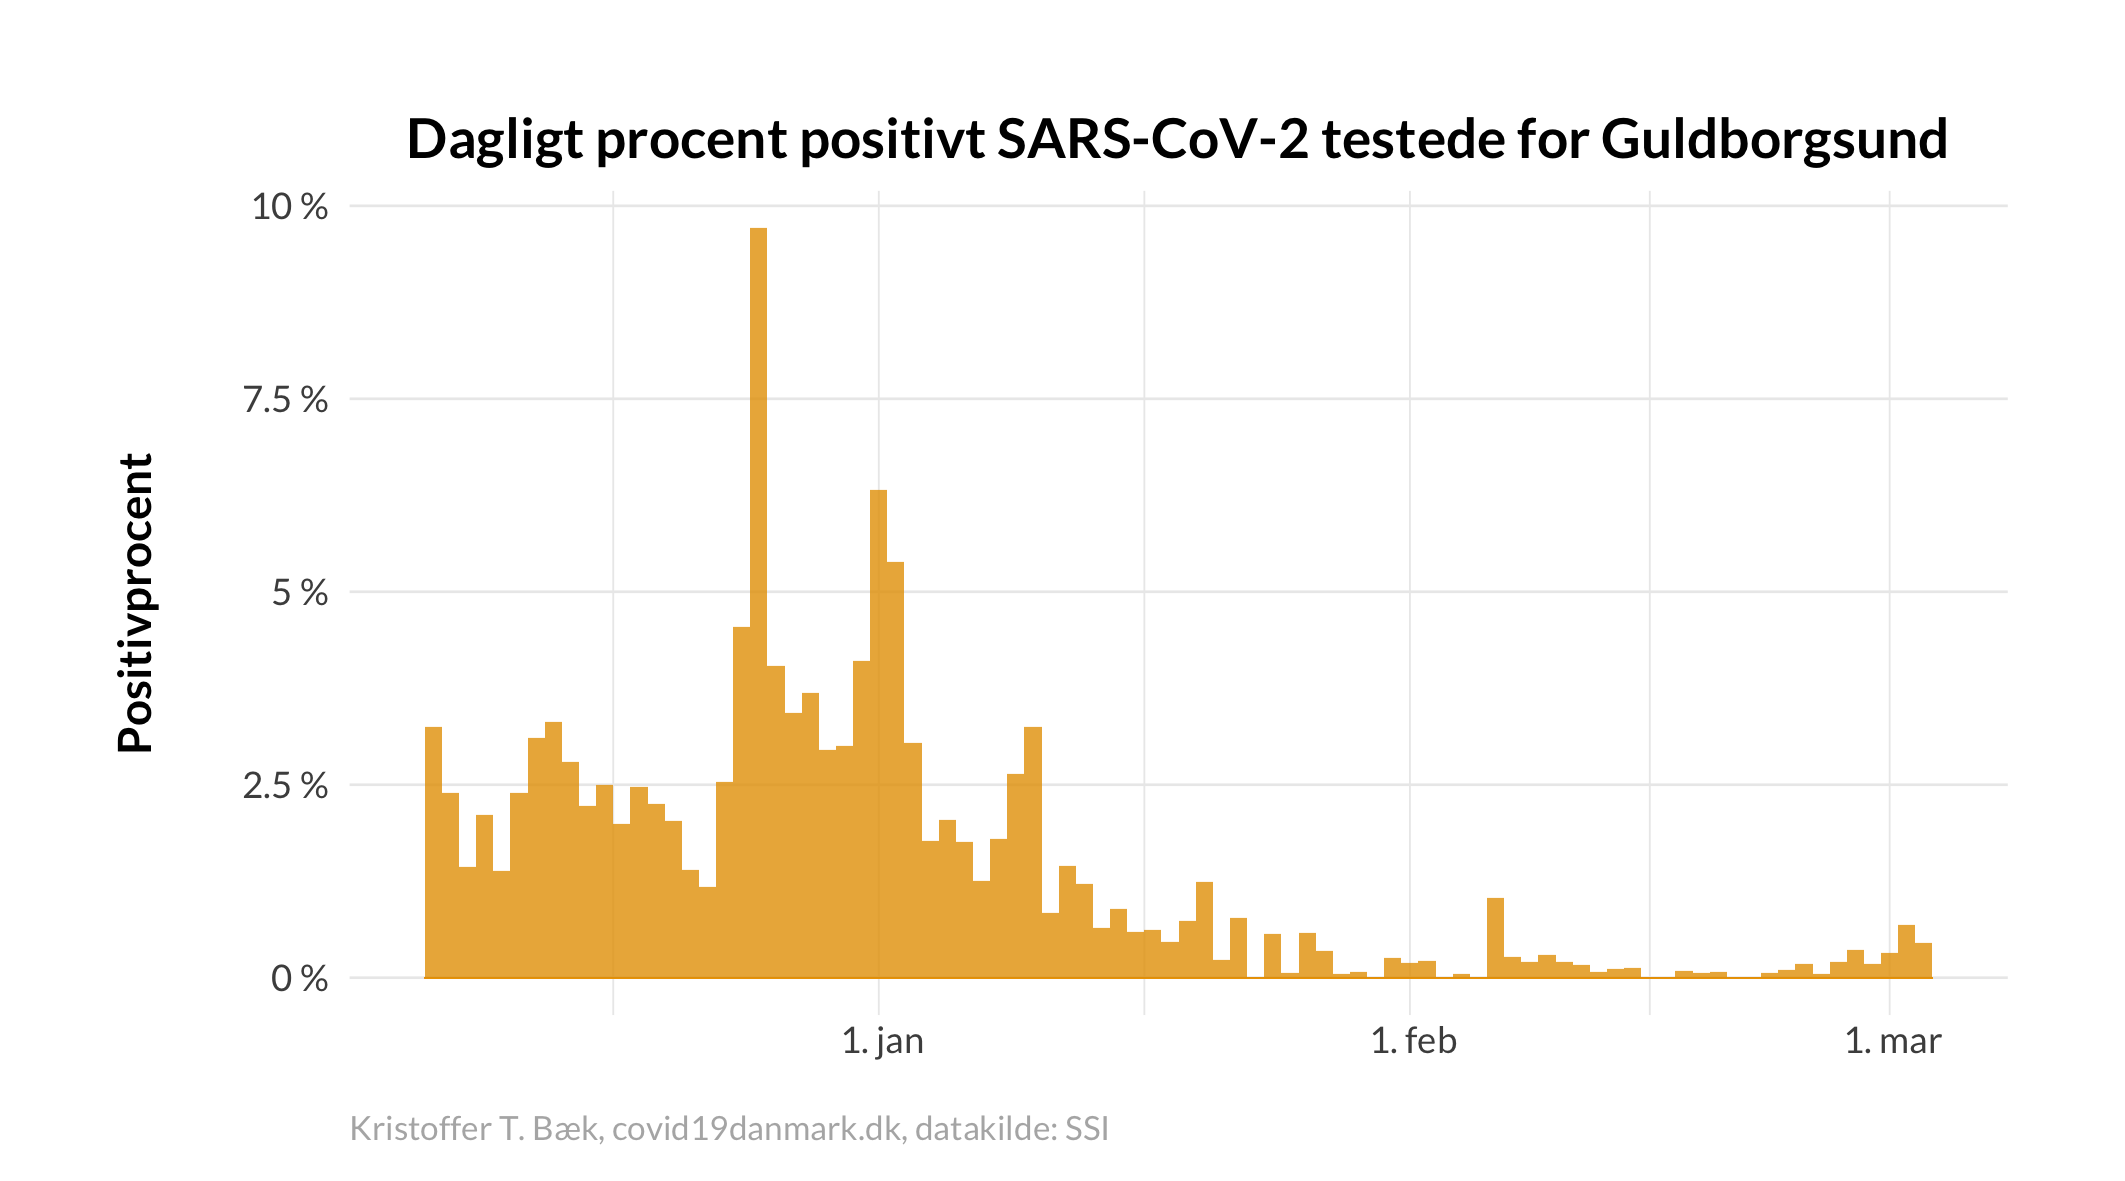 Dagligt procent positivt SARS-CoV-2 testede for Guldborgsund
10 %
7.5 %
5 %
2.5 %
0 %
Positivprocent
1. jan
1. feb
1. mar
Kristoffer T. Bæk, covid19danmark.dk, datakilde: SSI